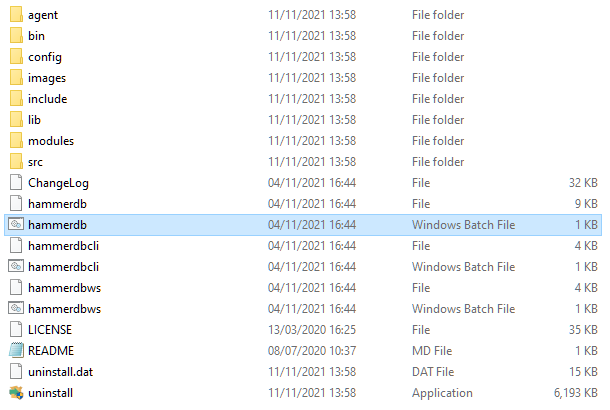 agent 11/11/2021 13:58 File folder
bin 11/11/2021 13:58 File folder
config 11/11/2021 13:58 File folder
images 11/11/2021 13:58 File folder
include 11/11/2021 13:58 File folder
lib 11/11/2021 13:58 File folder
modules 11/11/2021 13:58 File folder
src 11/11/2021 13:58 File folder
ChangeLog 04/11/2021 16:44 File 32 KB
hammerdb 04/11/2021 16:44 File 9 KB
hammerdb 04/11/2021 16:44 Windows Batch File 1 KB
hammerdbcli 04/11/2021 16:44 File 4 KB
hammerdbcli 04/11/2021 16:44 Windows Batch File 1 KB
hammerdbws 04/11/2021 16:44 File 4 KB
hammerdbws 04/11/2021 16:44 Windows Batch File 1 KB
LICENSE 13/03/2020 16:25 File 35 KB
README 08/07/2020 10:37 MD File 1 KB
uninstall.dat 11/11/2021 13:58 DAT File 15 KB
uninstall 11/11/2021 13:58 Application 6,193 KB